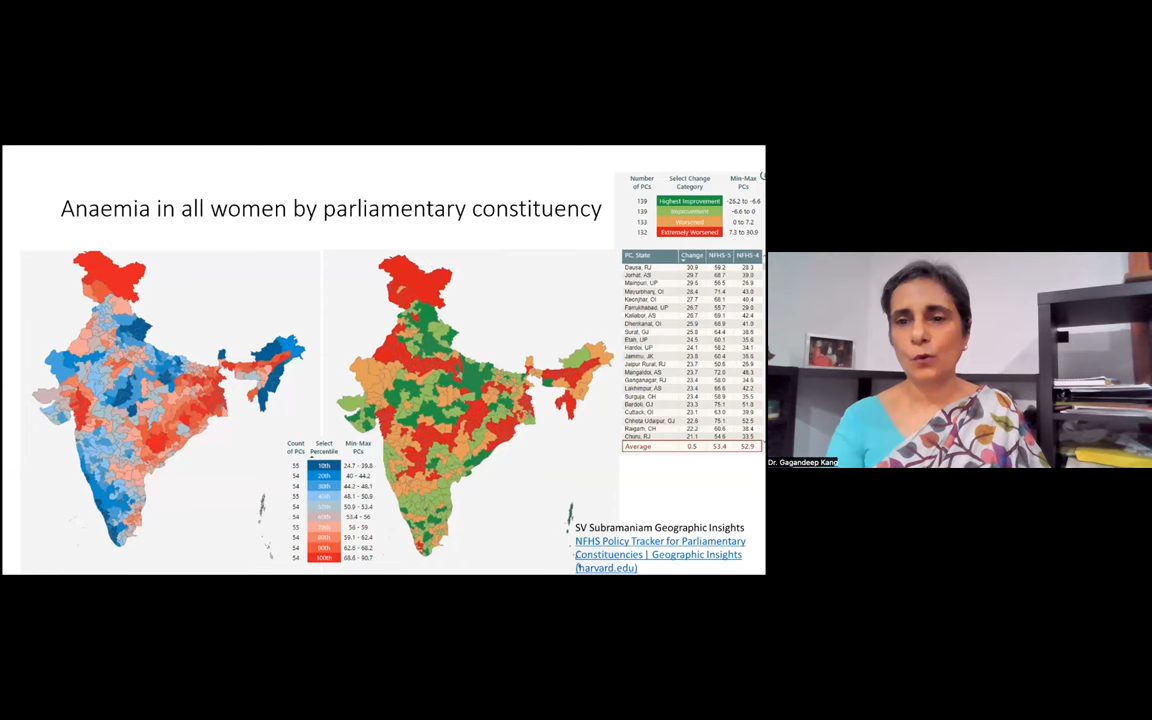 Anaemia in all women by parliamentary constituency
Number of PCs Select Change Category Min-Max PCs
139 Highest Improvement -26.2 to -6.6
139 Improvement -6.6 to 0
133 Worsened 0 to 7.2
132 Extremely Worsened 7.3 to 30.9
PC, State Change NFHS-5 NFHS-4
Dausa, RJ 30.9 59.2 28.3
Jorhat, AS 29.7 68.7 39.0
Mainpuri, UP 29.6 56.5 26.9
Mayurbhanj, OI 28.4 71.4 43.0
Keonjhar, OI 27.7 68.1 40.4
Farrukhabad, UP 26.7 55.7 29.0
Kaliabor, AS 26.7 69.1 42.4
Dhenkanal, OI 25.9 66.9 41.0
Surat, GJ 25.8 64.4 38.6
Etah, UP 24.5 60.1 35.6
Hardoi, UP 24.1 58.2 34.1
Jammu, JK 23.8 60.4 36.6
Jaipur Rural, RJ 23.7 50.6 26.9
Mangaldoi, AS 23.7 72.0 48.3
Ganganagar, RJ 23.4 58.0 34.6
Lakhimpur, AS 23.4 65.6 42.2
Surguja, CH 23.4 58.9 35.5
Bardoli, GJ 23.3 75.1 51.8
Cuttack, OI 23.1 63.0 39.9
Chhota Udaipur, GJ 22.6 75.1 52.5
Raigarh, CH 22.2 60.6 38.4
Churu, RJ 21.1 54.6 33.5
Average 0.5 53.4 52.9
Count of PCs Select Percentile Min-Max PCs
55 10th 24.7 - 39.8
54 20th 40 - 44.2
54 30th 44.2 - 48.1
55 40th 48.1 - 50.9
54 50th 50.9 - 53.4
54 60th 53.4 - 56
55 70th 56 - 59
54 80th 59.1 - 62.4
54 90th 62.6 - 68.2
54 100th 68.6 - 90.7
SV Subramaniam Geographic Insights
NFHS Policy Tracker for Parliamentary
Constituencies | Geographic Insights
(harvard.edu)
Dr. Gagandeep Kang